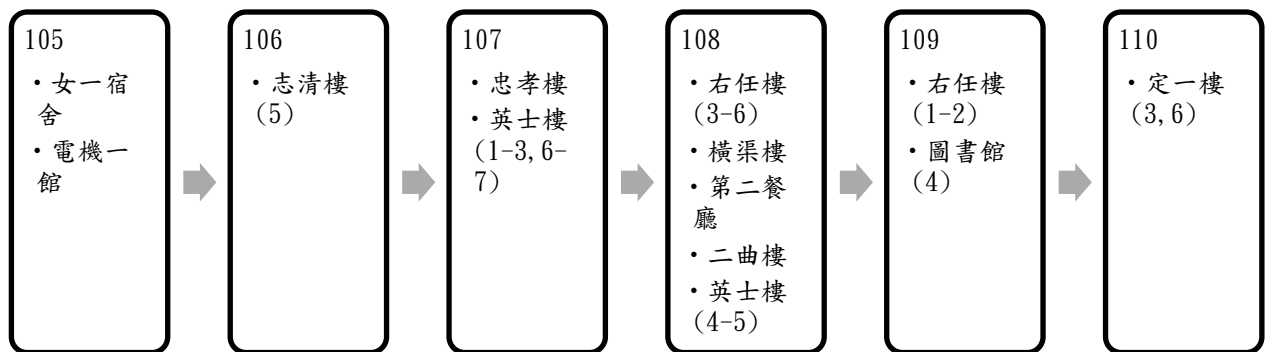 105
・女一宿
舍
・電機一
館
106
・志清樓
(5)
107
・忠孝樓
・英士樓
(1-3,6-
7)
108
・右任樓
(3-6)
・橫渠樓
・第二餐
廳
・二曲樓
・英士樓
(4-5)
109
・右任樓
(1-2)
・圖書館
(4)
110
・定一樓
(3,6)